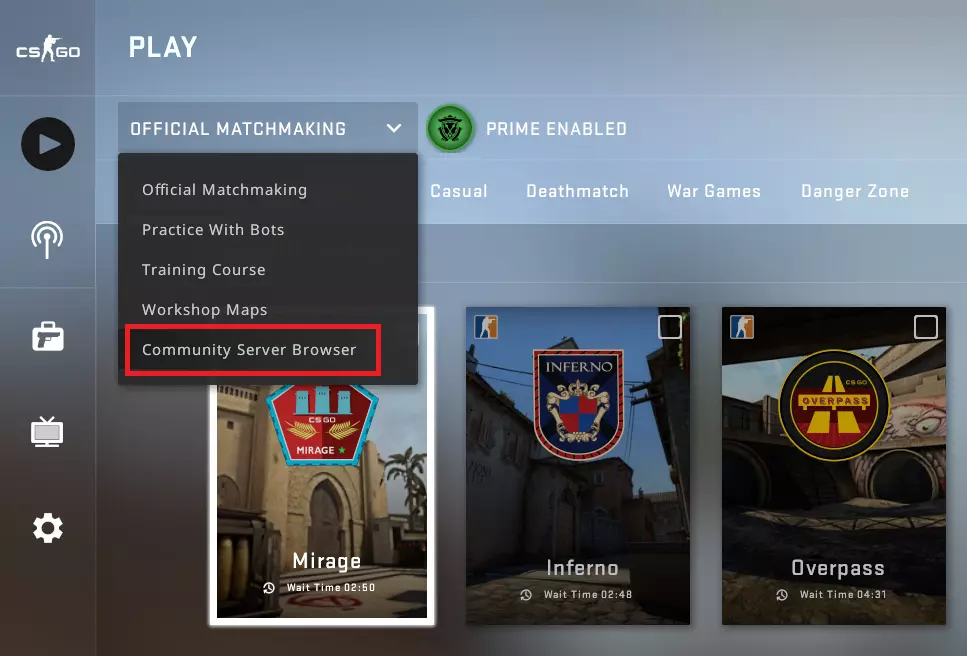 CS GO
PLAY
OFFICIAL MATCHMAKING
PRIME ENABLED
Official Matchmaking
Practice With Bots
Training Course
Workshop Maps
Community Server Browser
Casual
Deathmatch
War Games
Danger Zone
CS GO
MIRAGE
Mirage
Wait Time 02:50
INFERNO
Inferno
Wait Time 02:48
CS GO
OVERPASS
Overpass
Wait Time 04:31